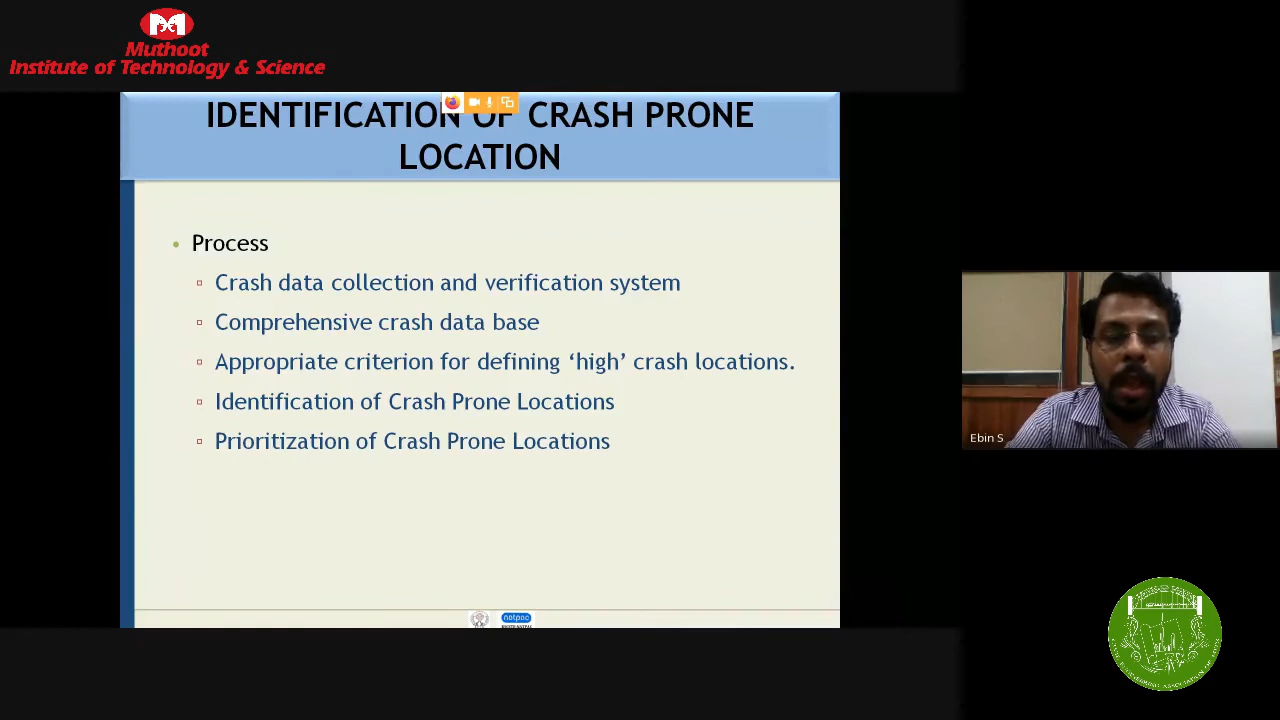 Muthoot
Institute of Technology & Science
IDENTIFICATION OF CRASH PRONE
LOCATION
Process
Crash data collection and verification system
Comprehensive crash data base
Appropriate criterion for defining ‘high’ crash locations.
Identification of Crash Prone Locations
Prioritization of Crash Prone Locations
natpac
Ebin S